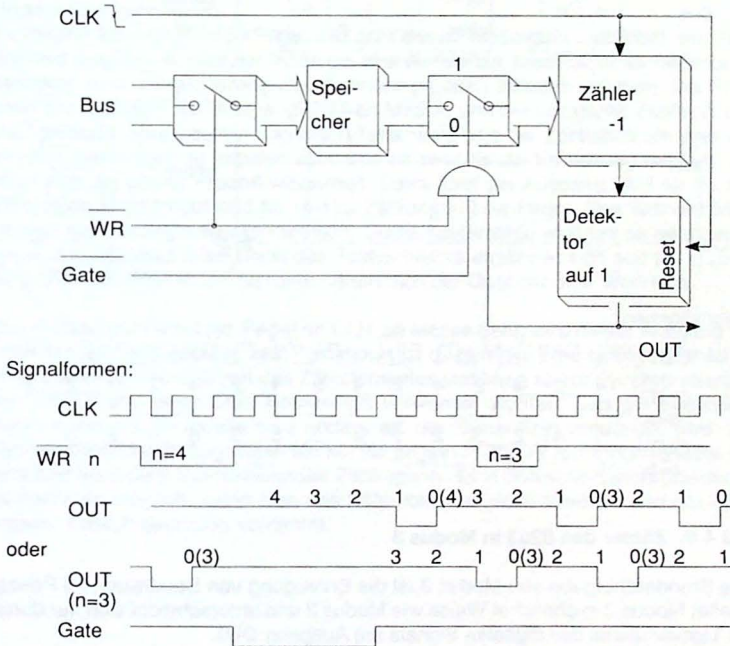 CLK
Bus
Spei-
cher
1
0
Zähler
-1
WR
Gate
Detek-
tor
auf 1
Reset
OUT
Signalformen:
CLK
WR n n=4 n=3
OUT 4 3 2 1 0(4) 3 2 1 0(3) 2 1 0
oder
OUT 0(3) 3 2 1 0(3) 2 1 0(3) 2 1
(n=3)
Gate